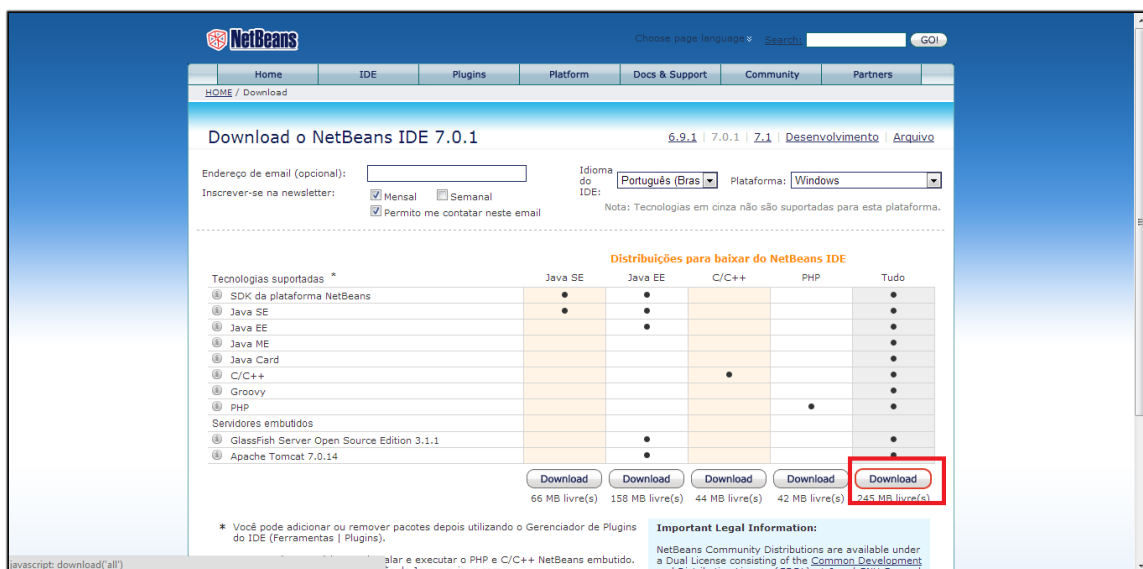 NetBeans
Choose page language Search: GO!
Home IDE Plugins Platform Docs & Support Community Partners
HOME / Download
Download o NetBeans IDE 7.0.1 6.9.1 | 7.0.1 | 7.1 | Desenvolvimento | Arquivo
Endereço de email (opcional):
Idioma do IDE: Português (Bras Plataforma: Windows
Inscrever-se na newsletter: Mensal Semanal
Permito me contatar neste email
Nota: Tecnologias em cinza não são suportadas para esta plataforma.
Distribuições para baixar do NetBeans IDE
Tecnologias suportadas * Java SE Java EE C/C++ PHP Tudo
SDK da plataforma NetBeans
Java SE
Java EE
Java ME
Java Card
C/C++
Groovy
PHP
Servidores embutidos
GlassFish Server Open Source Edition 3.1.1
Apache Tomcat 7.0.14
Download Download Download Download Download
66 MB livre(s) 158 MB livre(s) 44 MB livre(s) 42 MB livre(s) 245 MB livre(s)
* Você pode adicionar ou remover pacotes depois utilizando o Gerenciador de Plugins
do IDE (Ferramentas | Plugins).
alar e executar o PHP e C/C++ NetBeans embutido.
Important Legal Information:
NetBeans Community Distributions are available under
a Dual License consisting of the Common Development
javascript: download('all')